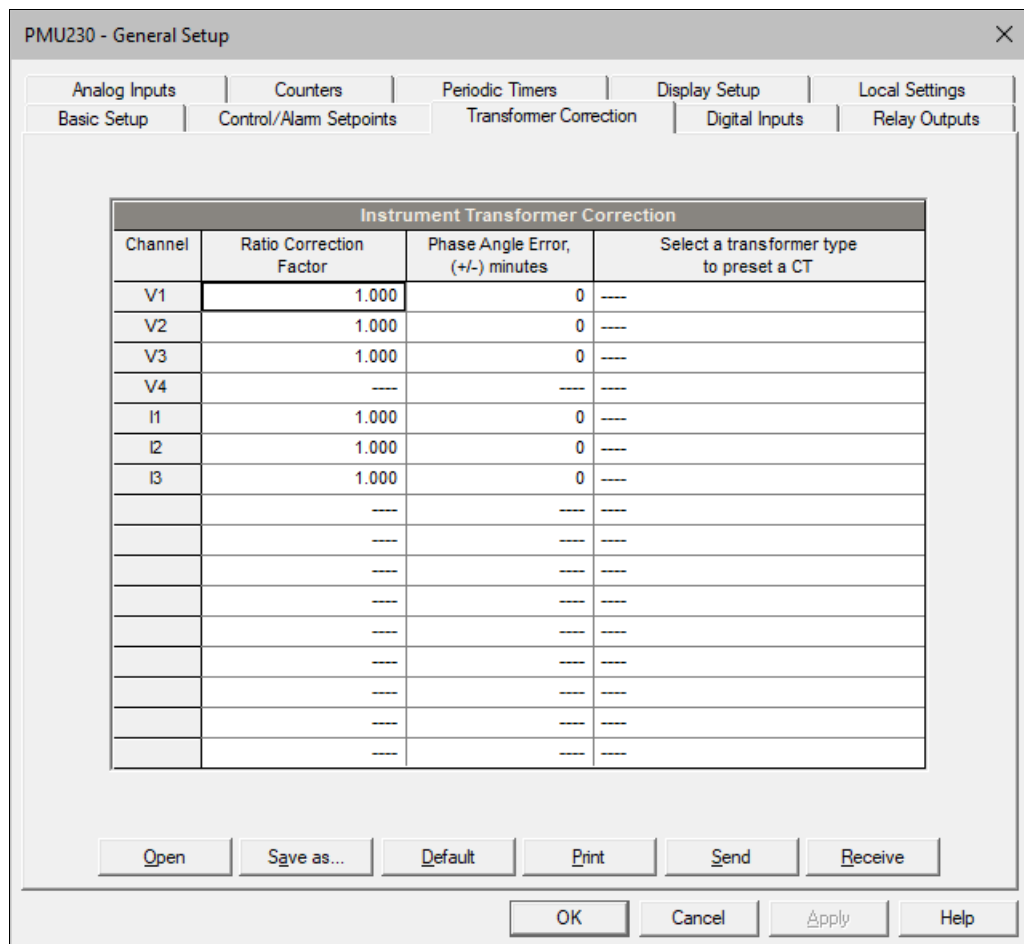 PMU230 - General Setup
Analog Inputs Counters Periodic Timers Display Setup Local Settings
Basic Setup Control/Alarm Setpoints Transformer Correction Digital Inputs Relay Outputs
Instrument Transformer Correction
Channel Ratio Correction Phase Angle Error, Select a transformer type
Factor (+/-) minutes to preset a CT
V1 1.000 0 ----
V2 1.000 0 ----
V3 1.000 0 ----
V4 ---- ---- ----
I1 1.000 0 ----
I2 1.000 0 ----
I3 1.000 0 ----
---- ---- ----
---- ---- ----
---- ---- ----
---- ---- ----
---- ---- ----
---- ---- ----
---- ---- ----
---- ---- ----
---- ---- ----
Open Save as... Default Print Send Receive
OK Cancel Apply Help